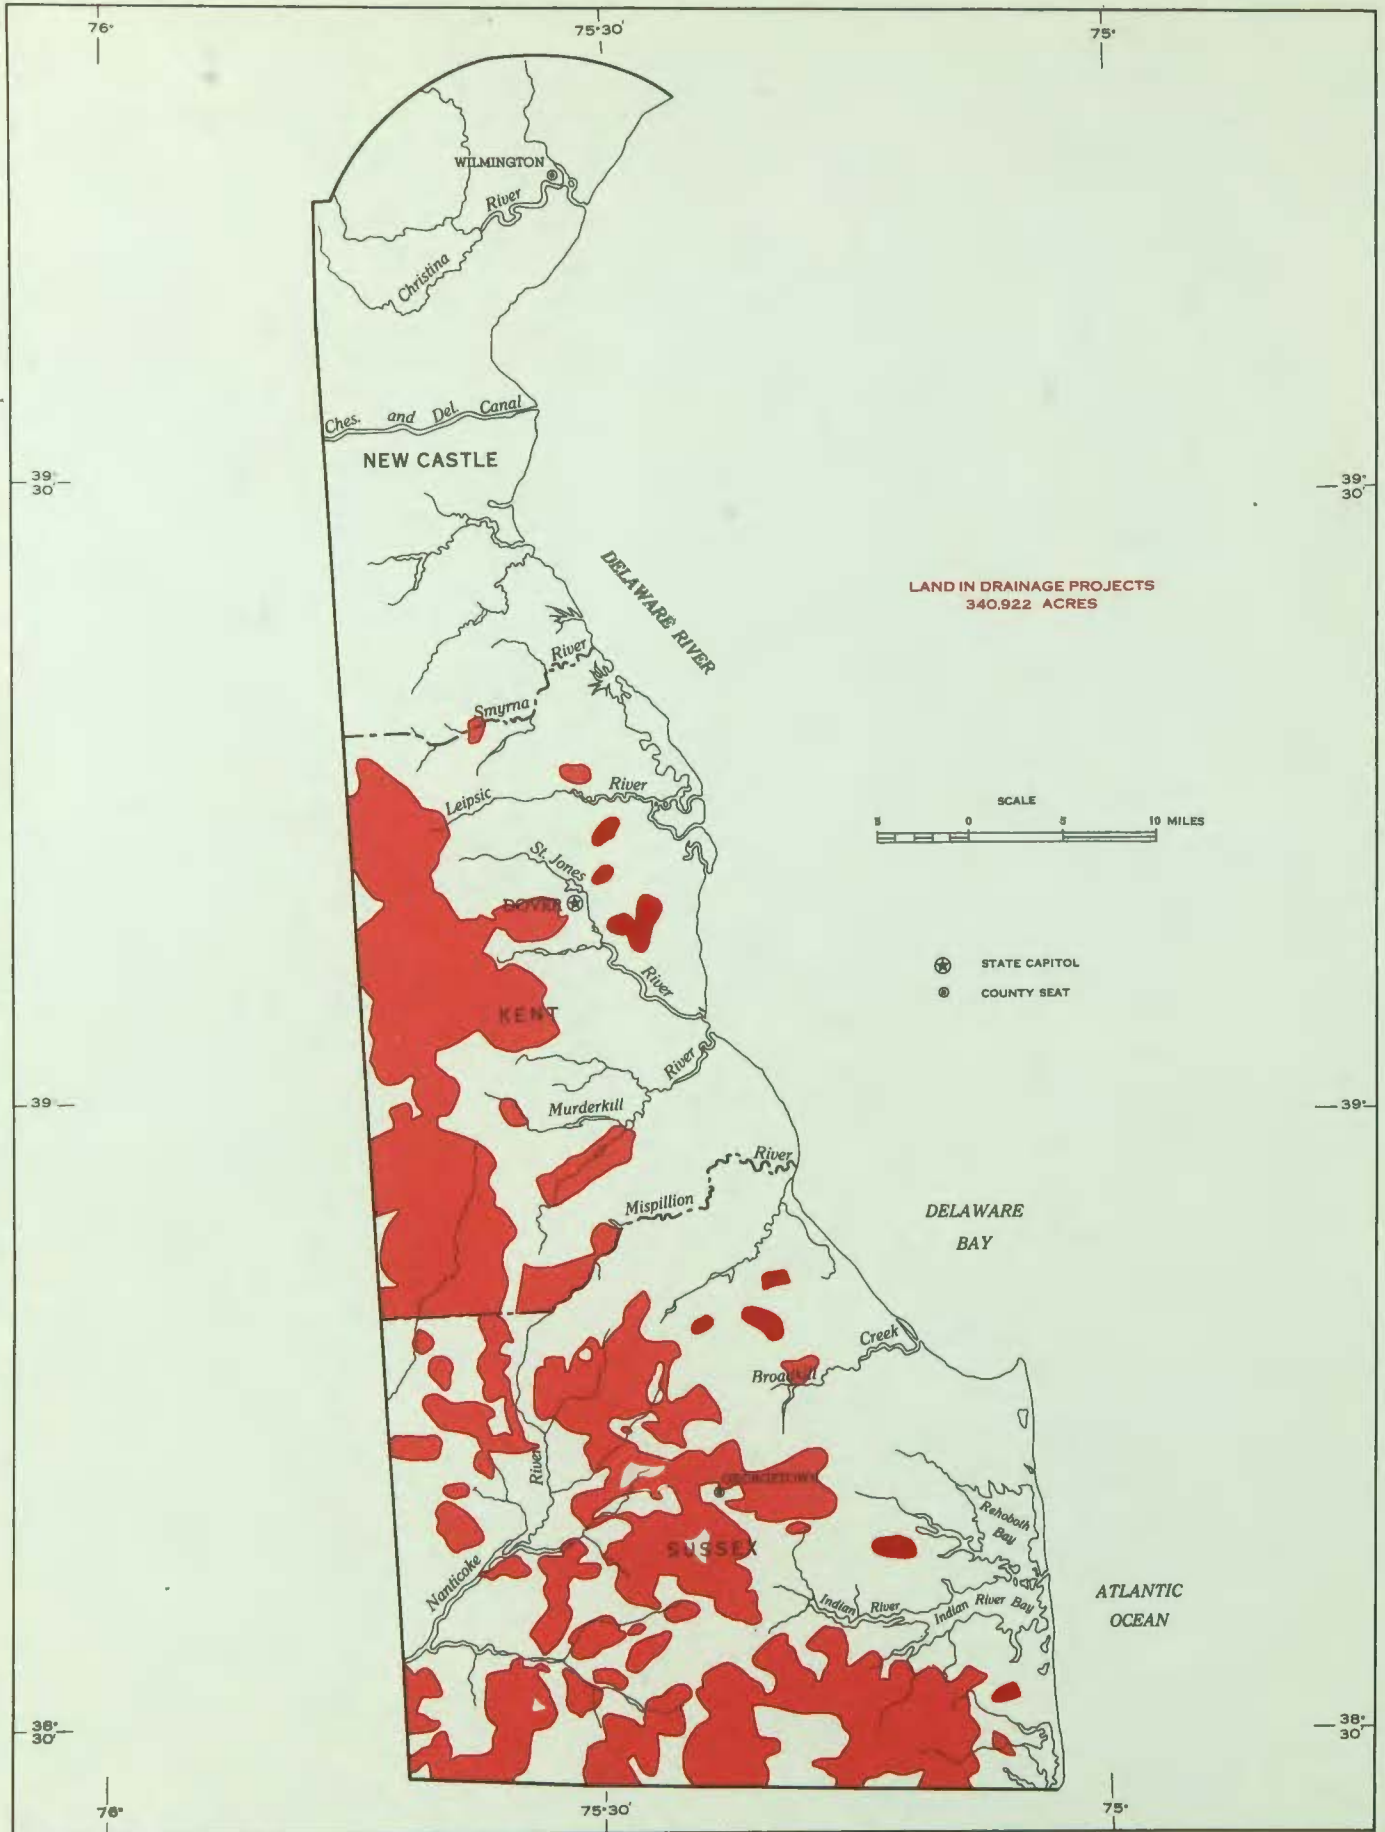 76°
75°30'
75°
WILMINGTON
River
Christina
Ches. and Del. Canal
NEW CASTLE
39°
30'
39°
30'
DELAWARE RIVER
LAND IN DRAINAGE PROJECTS
340,922 ACRES
River
Smyrna
River
Leipsic
SCALE
5 0 5 10 MILES
St. Jones
DOVER
STATE CAPITOL
COUNTY SEAT
River
KENT
River
Murderkill
39°
39°
River
Mispillion
DELAWARE
BAY
Creek
Broadkill
River
GEORGETOWN
Rehoboth
Bay
SUSSEX
Nanticoke
Indian River
Indian River Bay
ATLANTIC
OCEAN
38°
30'
38°
30'
76°
75°30'
75°